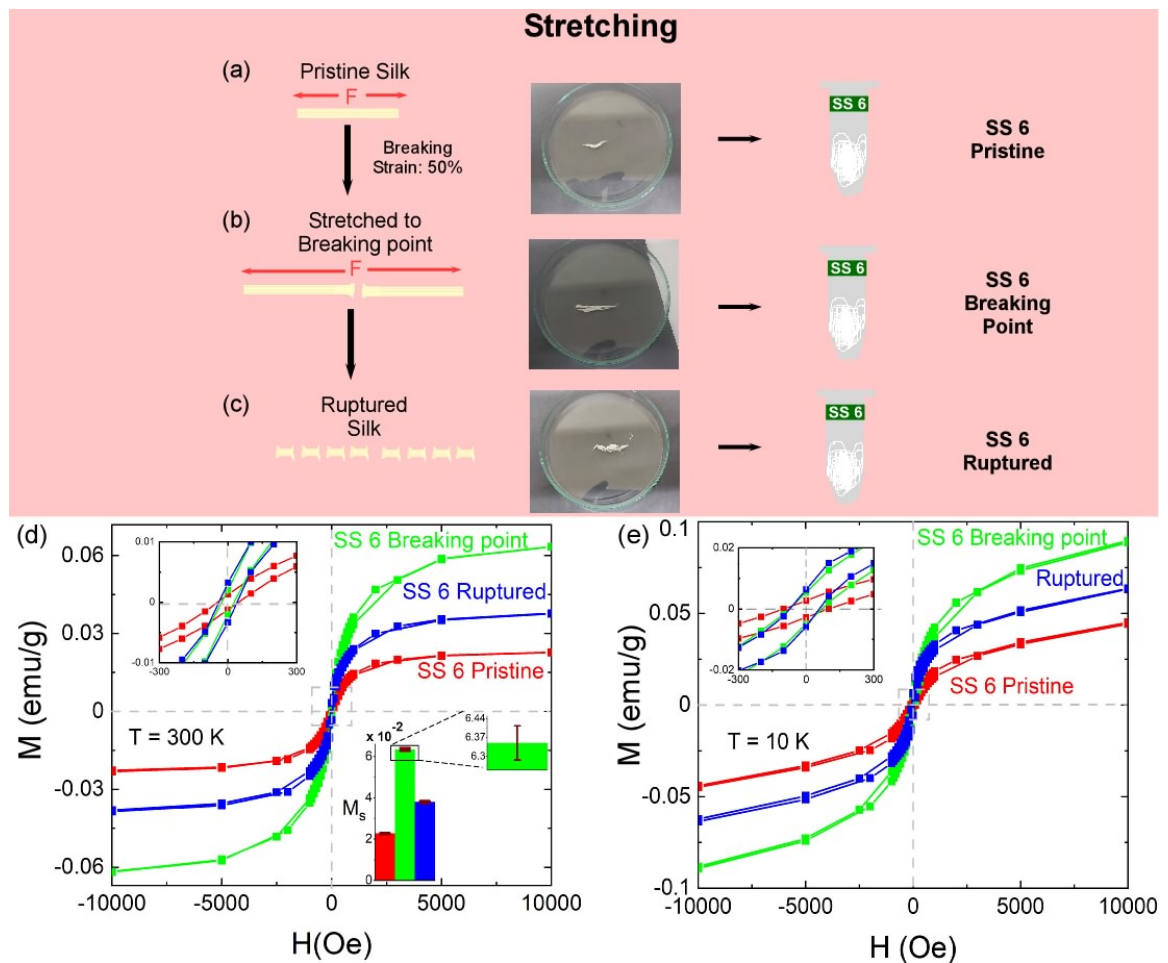 Stretching
(a)
Pristine Silk
F
Breaking
Strain: 50%
SS 6
SS 6
Pristine
(b)
Stretched to
Breaking point
F
SS 6
SS 6
Breaking
Point
(c)
Ruptured
Silk
SS 6
SS 6
Ruptured
(d)
M (emu/g)
0.06
0.03
0
-0.03
-0.06
-10000
-5000
0
5000
10000
H(Oe)
SS 6 Breaking point
SS 6 Ruptured
SS 6 Pristine
T = 300 K
0.01
0
-0.01
-300
0
300
x 10-2
6
4
2
0
Ms
6.44
6.37
6.3
(e)
M (emu/g)
0.1
0.05
0
-0.05
-0.1
-10000
-5000
0
5000
10000
H (Oe)
SS 6 Breaking point
Ruptured
SS 6 Pristine
T = 10 K
0.02
0
0.02
-300
0
300